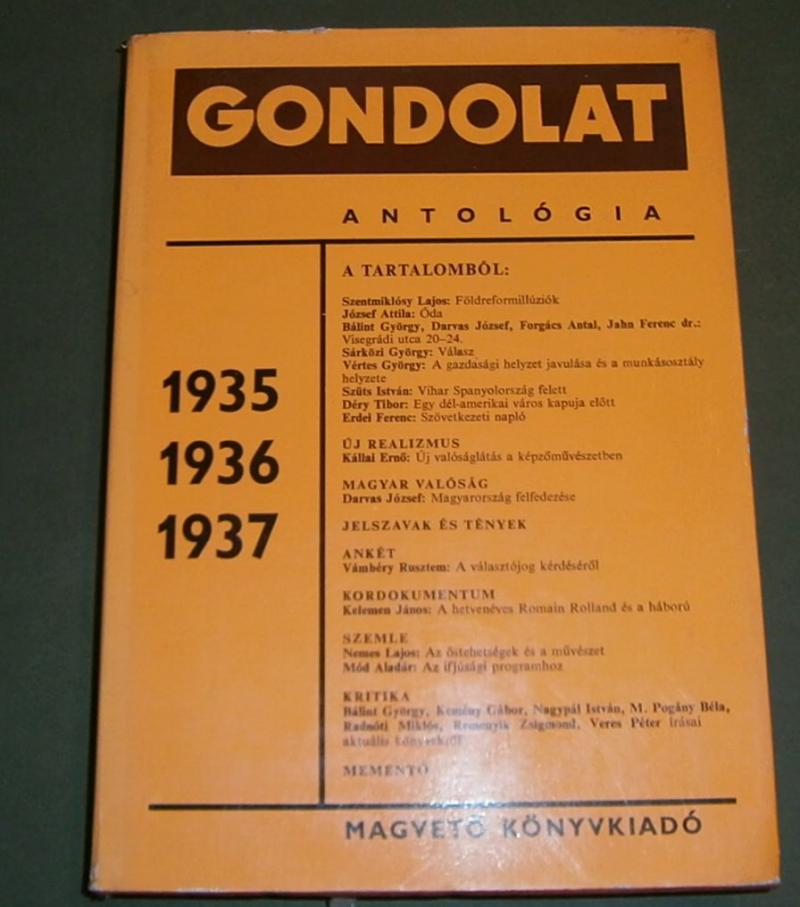 GONDOLAT
ANTOLÓGIA
A TARTALOMBÓL:
Szentmiklósy Lajos: Földreformillúziók
József Attila: Óda
Bálint György, Darvas József, Forgács Antal, Jahn Ferenc dr.:
Visegrádi utca 20–24.
Sárközi György: Válasz
Vértes György: A gazdasági helyzet javulása és a munkásosztály
helyzete
Szüts István: Vihar Spanyolország felett
Déry Tibor: Egy dél-amerikai város kapuja előtt
Erdei Ferenc: Szövetkezeti napló
ÚJ REALIZMUS
Kállai Ernő: Új valóságlátás a képzőművészetben
MAGYAR VALÓSÁG
Darvas József: Magyarország felfedezése
JELSZAVAK ÉS TÉNYEK
ANKÉT
Vámbéry Rusztem: A választójog kérdéséről
KORDOKUMENTUM
Kelemen János: A hetvenéves Romain Rolland és a háború
SZEMLE
Nemes Lajos: Az őstehetségek és a művészet
Mód Aladár: Az ifjúsági programhoz
KRITIKA
Bálint György, Kemény Gábor, Nagypál István, M. Pogány Béla,
Radnóti Miklós, Remenyik Zsigmond, Veres Péter írásai
aktuális könyvekről
MEMENTÓ
1935
1936
1937
MAGVETŐ KÖNYVKIADÓ